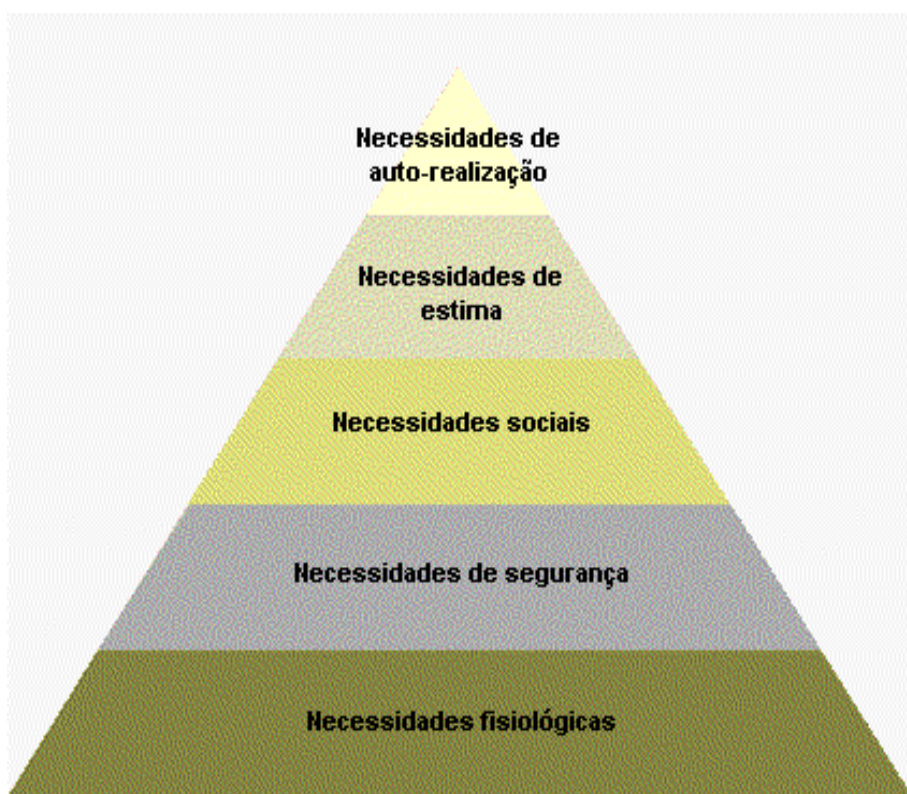 Necessidades de
auto-realização
Necessidades de
estima
Necessidades sociais
Necessidades de segurança
Necessidades fisiológicas